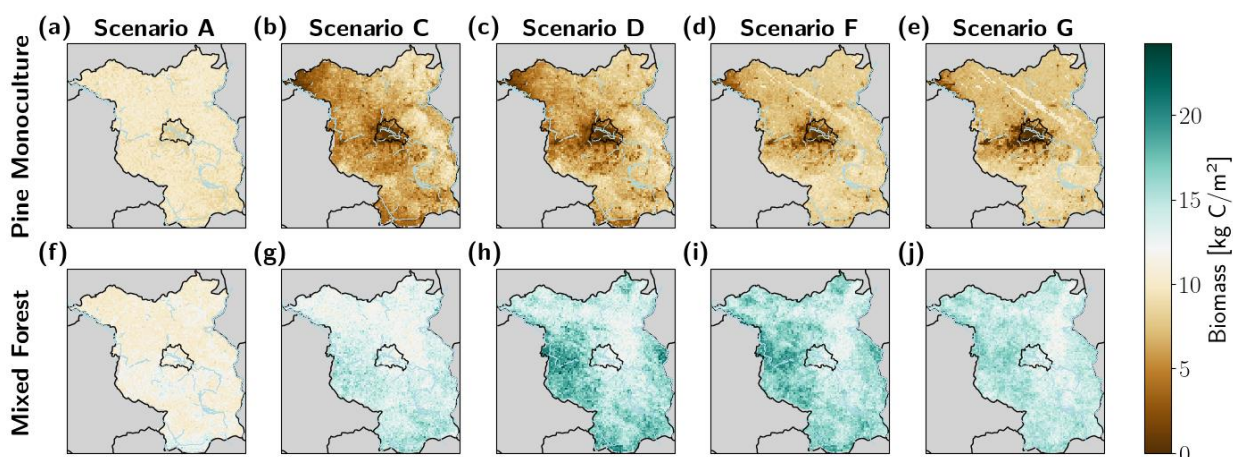 (a) Scenario A (b) Scenario C (c) Scenario D (d) Scenario F (e) Scenario G
Pine Monoculture
(f) (g) (h) (i) (j)
Mixed Forest
20
15
10
5
0
Biomass [kg C/m²]